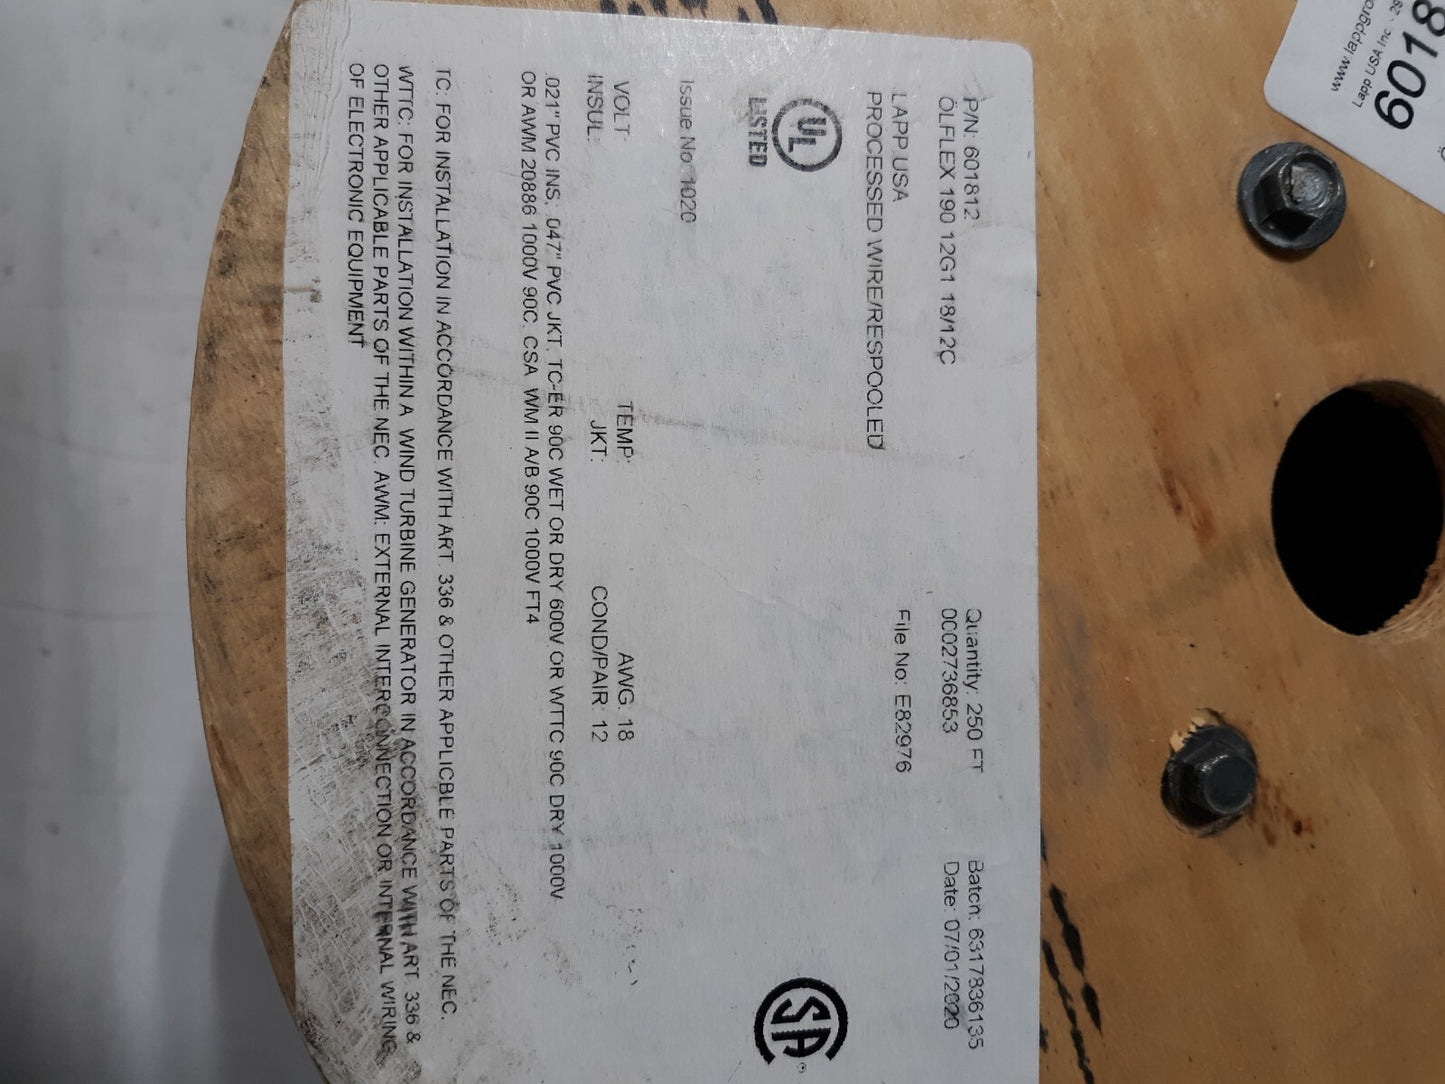 P/N: 601812
ÖLFLEX 190 12G1 18/12C
Quantity: 250 FT
0002736853
Batch: 6317836135
Date: 07/01/2020
LAPP USA
PROCESSED WIRE/RESPOOLED
File No: E82976
UL
LISTED
SA
®
Issue No. 1020
VOLT: TEMP: AWG: 18
INSUL: JKT: COND/PAIR: 12
.021" PVC INS. .047" PVC JKT. TC-ER 90C WET OR DRY 600V OR WTTC 90C DRY 1000V
OR AWM 20886 1000V 90C. CSA AWM II A/B 90C 1000V FT4
TC: FOR INSTALLATION IN ACCORDANCE WITH ART. 336 & OTHER APPLICBLE PARTS OF THE NEC.
WTTC: FOR INSTALLATION WITHIN A WIND TURBINE GENERATOR IN ACCORDANCE WITH ART. 336 &
OTHER APPLICABLE PARTS OF THE NEC. AWM: EXTERNAL INTERCONNECTION OR INTERNAL WIRING
OF ELECTRONIC EQUIPMENT
8109
Lapp USA Inc